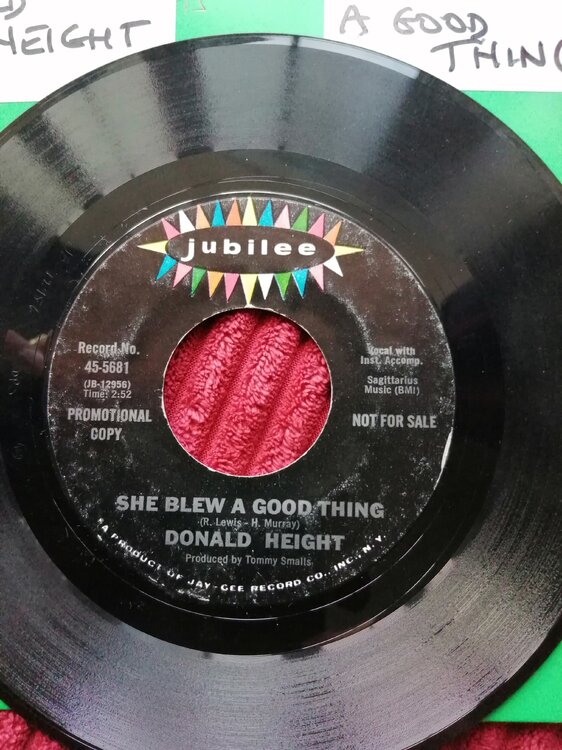 HEIGHT
A GOOD
THING
jubilee
Record No.
45-5681
(JB-12956)
Time: 2:52
PROMOTIONAL
COPY
Vocal with
Inst. Accomp.
Sagittarius
Music (BMI)
NOT FOR SALE
SHE BLEW A GOOD THING
(R. Lewis - H. Murray)
DONALD HEIGHT
Produced by Tommy Smalls
A PRODUCT OF JAY-GEE RECORD CO., INC., N.Y.